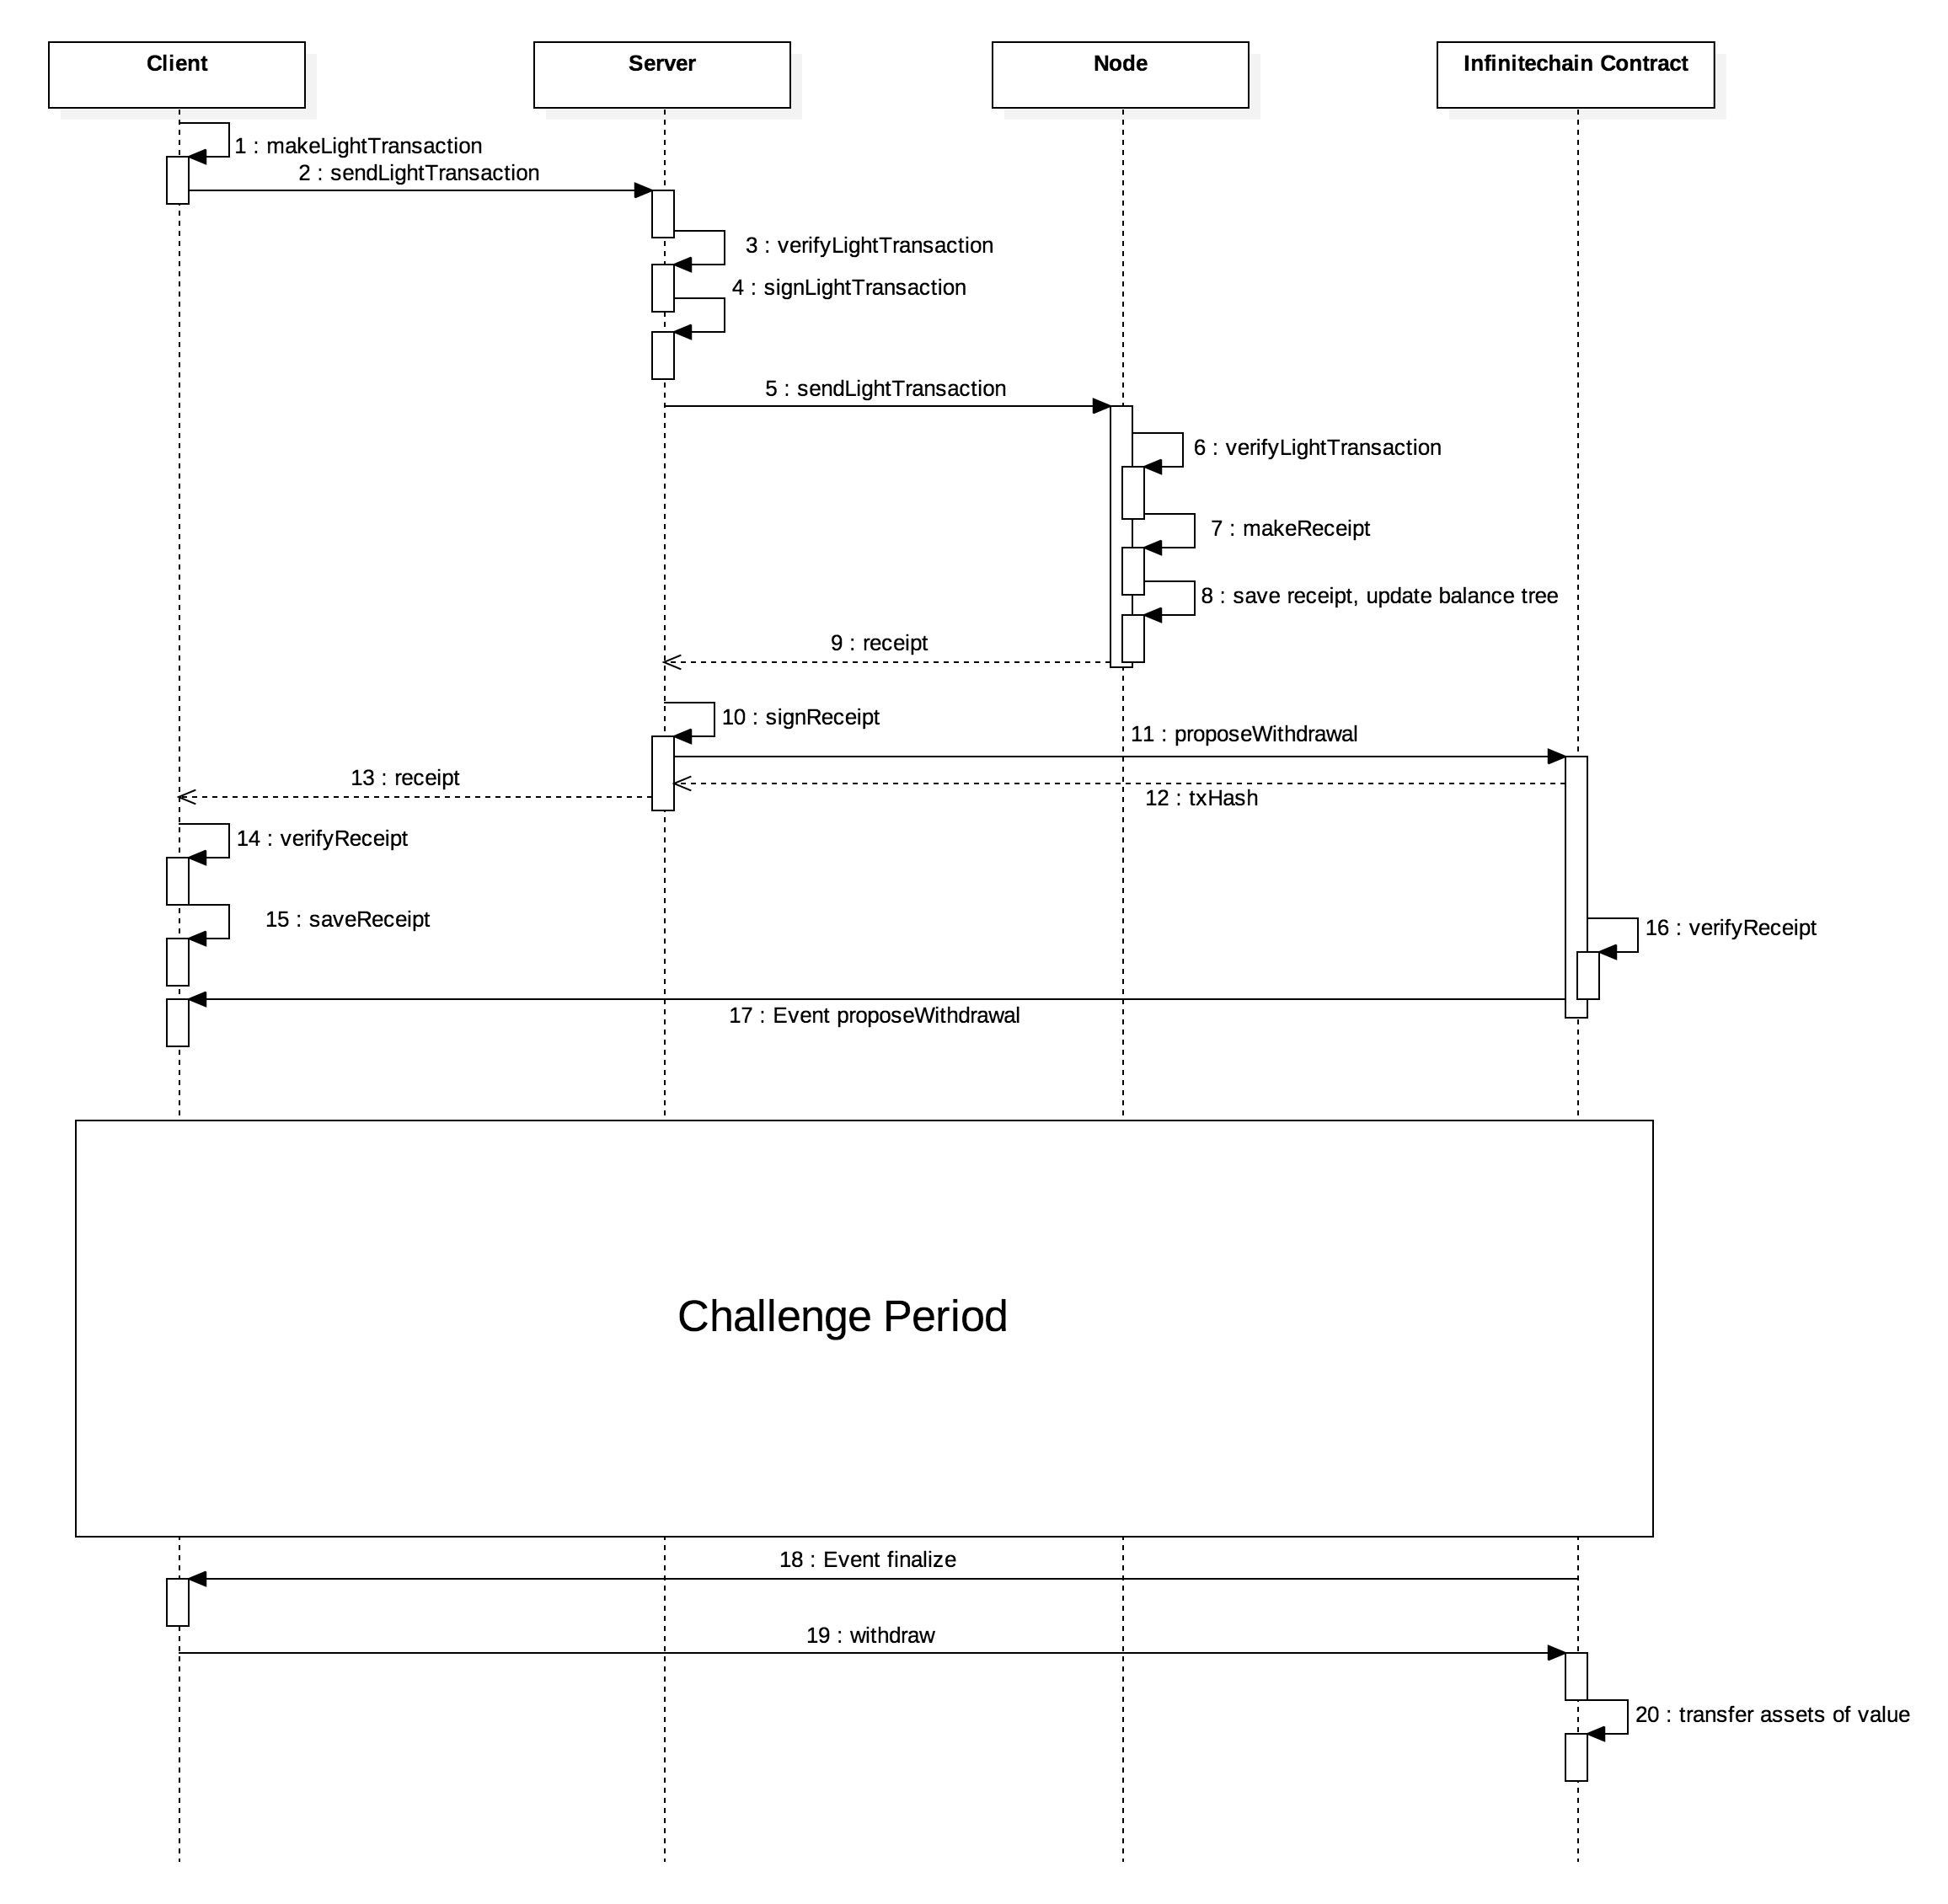 Client
Server
Node
Infinitechain Contract
1 : makeLightTransaction
2 : sendLightTransaction
3 : verifyLightTransaction
4 : signLightTransaction
5 : sendLightTransaction
6 : verifyLightTransaction
7 : makeReceipt
8 : save receipt, update balance tree
9 : receipt
10 : signReceipt
11 : proposeWithdrawal
13 : receipt
12 : txHash
14 : verifyReceipt
15 : saveReceipt
16 : verifyReceipt
17 : Event proposeWithdrawal
Challenge Period
18 : Event finalize
19 : withdraw
20 : transfer assets of value